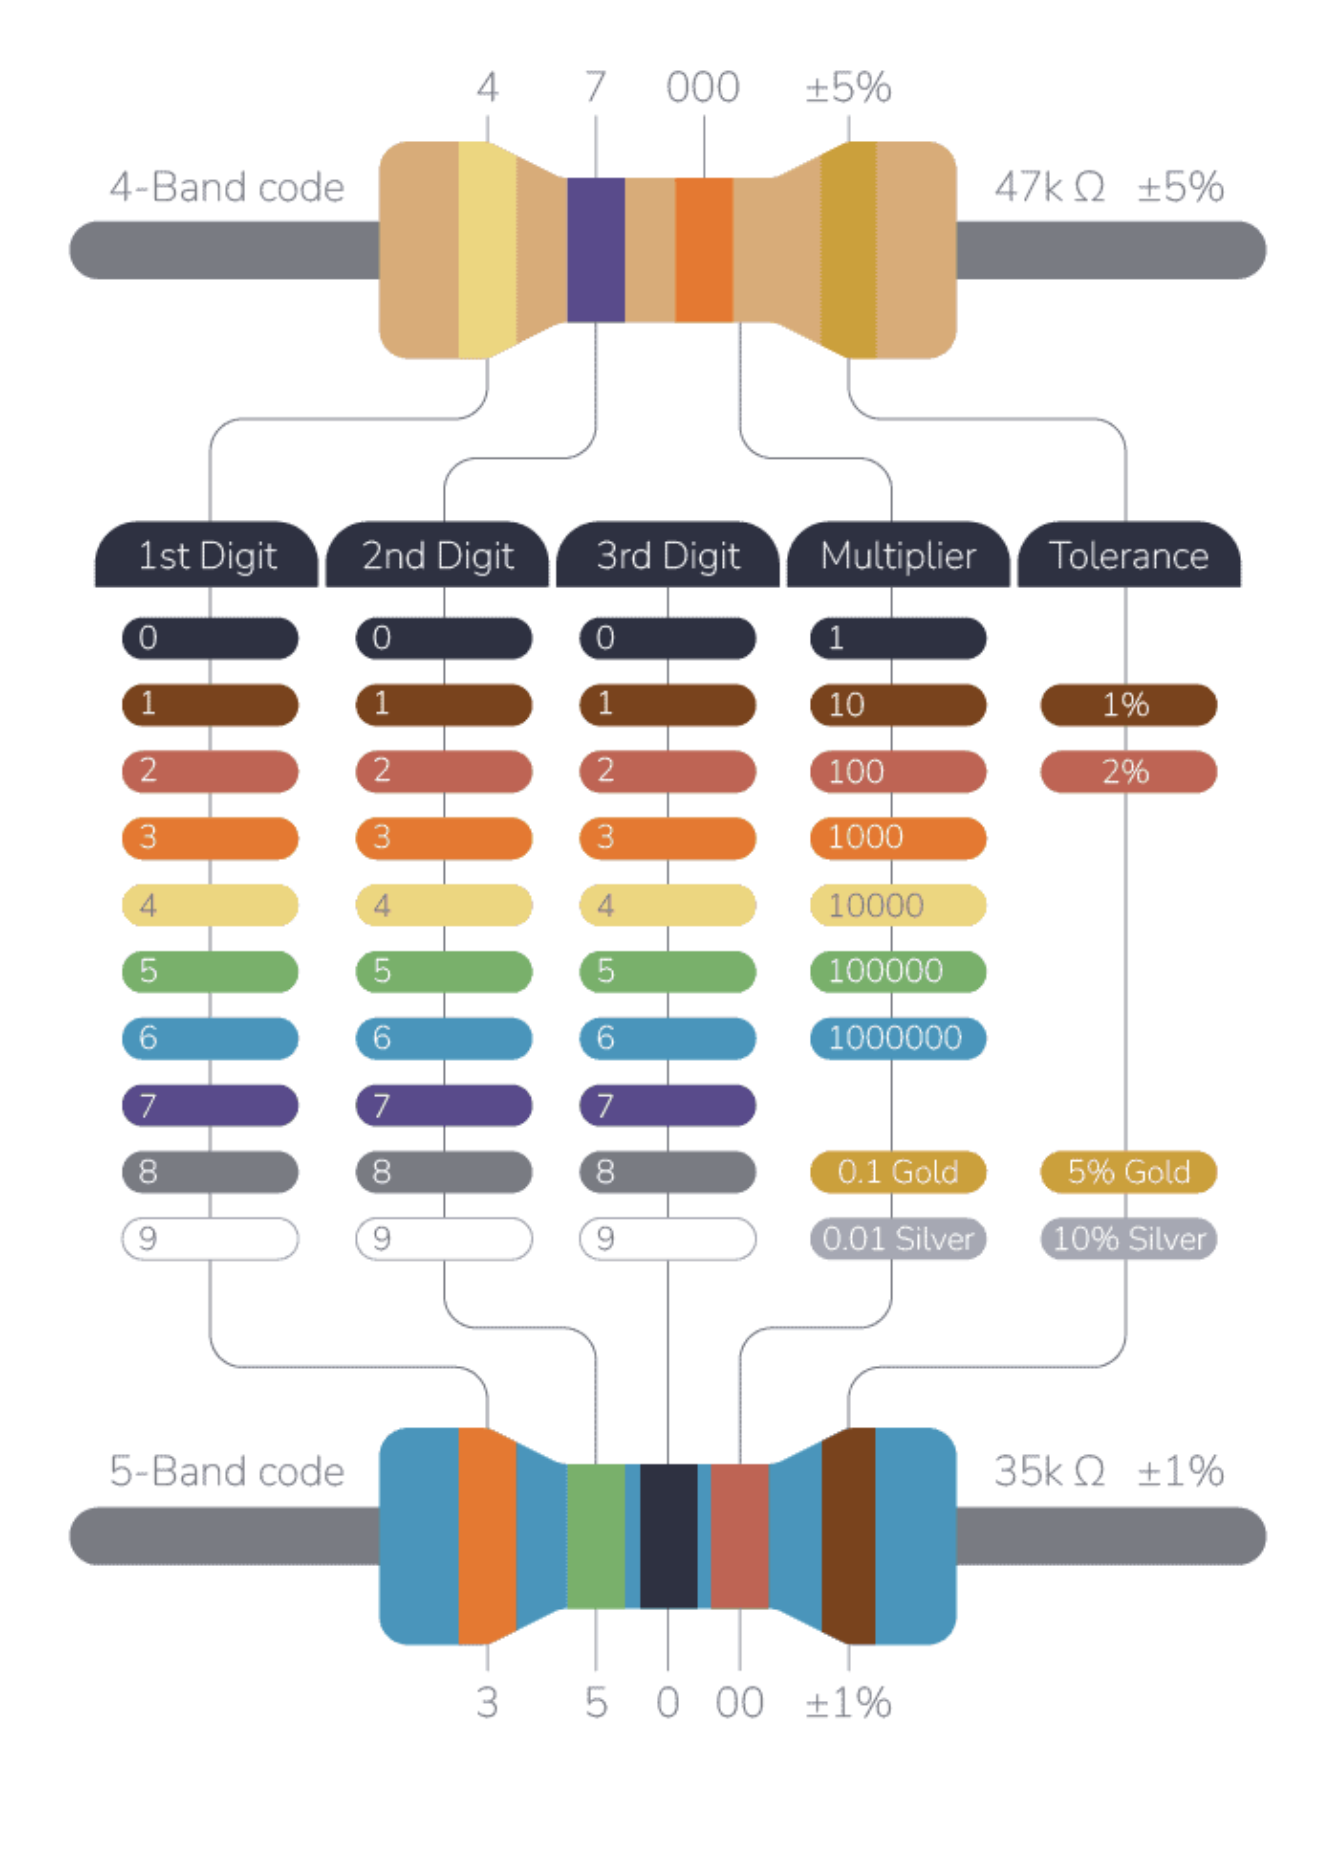 4 7 000 ±5%
4-Band code 47k Ω ±5%
1st Digit 2nd Digit 3rd Digit Multiplier Tolerance
0 0 0 1
1 1 1 10 1%
2 2 2 100 2%
3 3 3 1000
4 4 4 10000
5 5 5 100000
6 6 6 1000000
7 7 7
8 8 8 0.1 Gold 5% Gold
9 9 9 0.01 Silver 10% Silver
5-Band code 35k Ω ±1%
3 5 0 00 ±1%